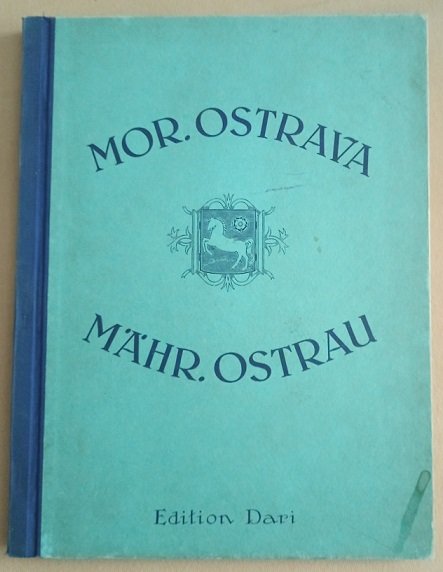 MOR. OSTRAVA
MÄHR. OSTRAU
Edition Dari